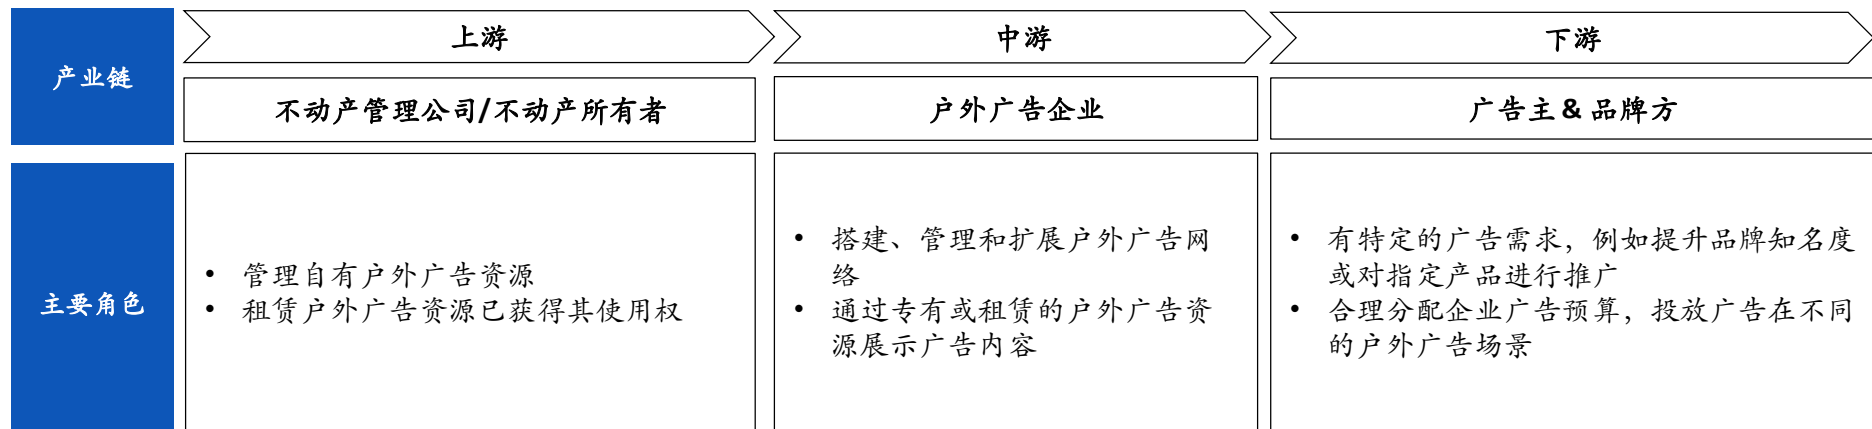 产业链
上游
中游
下游
不动产管理公司/不动产所有者
户外广告企业
广告主 & 品牌方
主要角色
• 管理自有户外广告资源
• 租赁户外广告资源已获得其使用权
• 搭建、管理和扩展户外广告网
络
• 通过专有或租赁的户外广告资
源展示广告内容
• 有特定的广告需求，例如提升品牌知名度
或对指定产品进行推广
• 合理分配企业广告预算，投放广告在不同
的户外广告场景